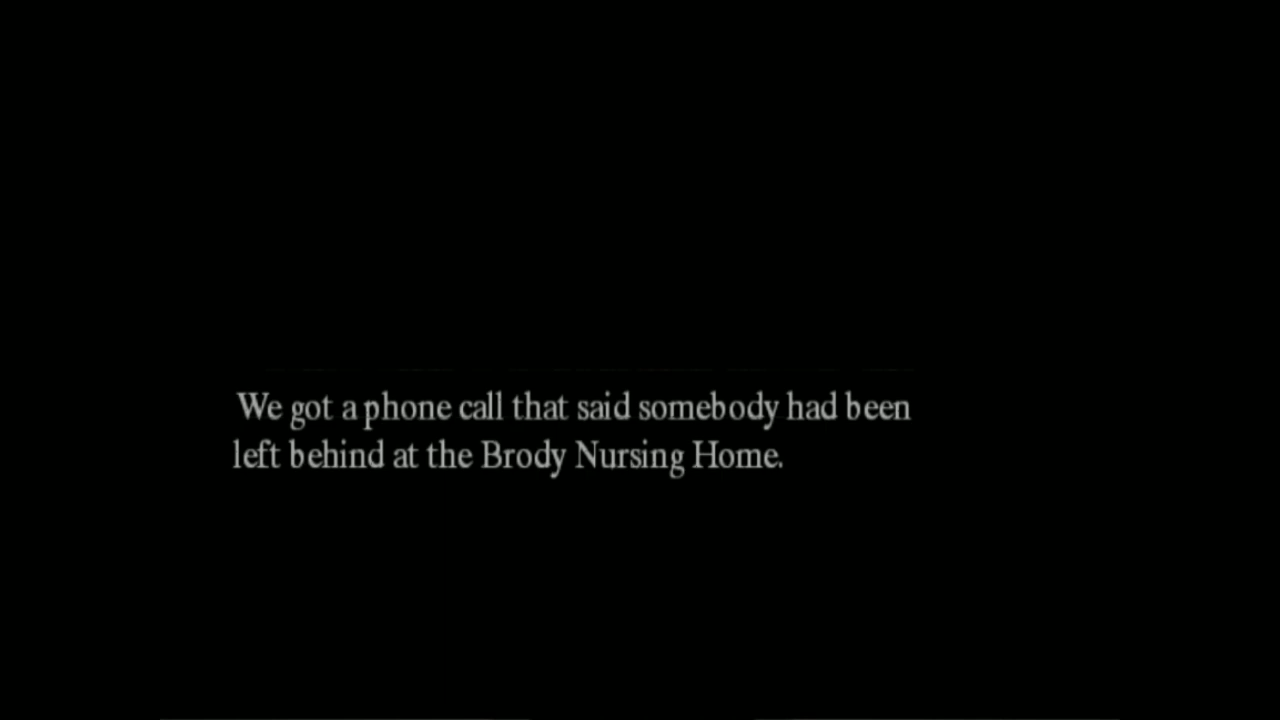 We got a phone call that said somebody had been
left behind at the Brody Nursing Home.